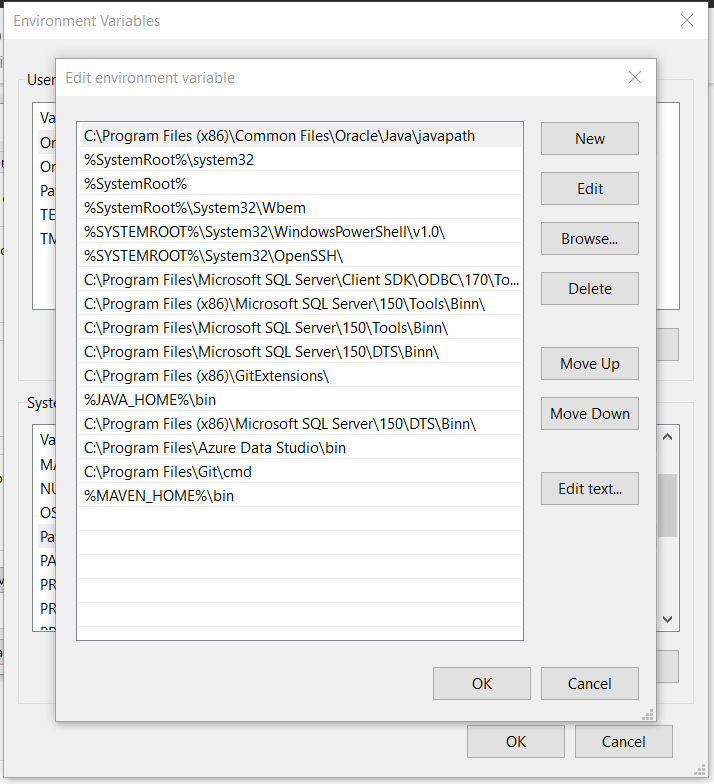 Environment Variables
Edit environment variable
User
Va
Or
Or
Pa
TE
TM
C:\Program Files (x86)\Common Files\Oracle\Java\javapath
%SystemRoot%\system32
%SystemRoot%
%SystemRoot%\System32\Wbem
%SYSTEMROOT%\System32\WindowsPowerShell\v1.0\
%SYSTEMROOT%\System32\OpenSSH\
C:\Program Files\Microsoft SQL Server\Client SDK\ODBC\170\To...
C:\Program Files (x86)\Microsoft SQL Server\150\Tools\Binn\
C:\Program Files\Microsoft SQL Server\150\Tools\Binn\
C:\Program Files\Microsoft SQL Server\150\DTS\Binn\
C:\Program Files (x86)\GitExtensions\
%JAVA_HOME%\bin
C:\Program Files (x86)\Microsoft SQL Server\150\DTS\Binn\
C:\Program Files\Azure Data Studio\bin
C:\Program Files\Git\cmd
%MAVEN_HOME%\bin
New
Edit
Browse...
Delete
Move Up
Move Down
Edit text...
Syste
Va
MA
NU
OS
Pa
PA
PR
PR
OK
Cancel
OK
Cancel